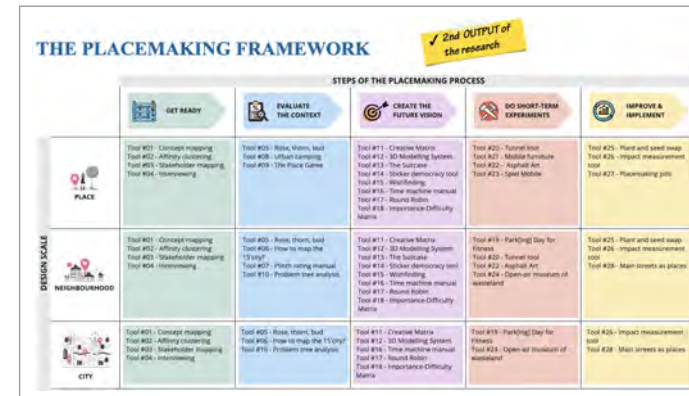 THE PLACEMAKING FRAMEWORK
✓ 2nd OUTPUT of
the research
STEPS OF THE PLACEMAKING PROCESS
GET READY
EVALUATE
THE CONTEXT
CREATE THE
FUTURE VISION
DO SHORT-TERM
EXPERIMENTS
IMPROVE &
IMPLEMENT
DESIGN SCALE
PLACE
Tool #01 - Concept mapping
Tool #02 - Affinity clustering
Tool #03 - Stakeholder mapping
Tool #04 - Interviewing
Tool #05 - Rose, thorn, bud
Tool #08 - Urban camping
Tool #09 - The Place Game
Tool #11 - Creative Matrix
Tool #12 - 3D Modelling System
Tool #13 - The Suitcase
Tool #14 - Sticker democracy tool
Tool #15 - Wishfinding
Tool #16 - Time machine manual
Tool #17 - Round Robin
Tool #18 - Importance-Difficulty
Matrix
Tool #20 - Tunnel tool
Tool #21 - Mobile furniture
Tool #22 - Asphalt Art
Tool #23 - Spiel Mobile
Tool #25 - Plant and seed swap
Tool #26 - Impact measurement
tool
Tool #27 - Placemaking pills
NEIGHBOURHOOD
Tool #01 - Concept mapping
Tool #02 - Affinity clustering
Tool #03 - Stakeholder mapping
Tool #04 - Interviewing
Tool #05 - Rose, thorn, bud
Tool #06 - How to map the
15'city?
Tool #07 - Plinth rating manual
Tool #10 - Problem tree analysis
Tool #11 - Creative Matrix
Tool #12 - 3D Modelling System
Tool #13 - The Suitcase
Tool #14 - Sticker democracy tool
Tool #15 - Wishfinding
Tool #16 - Time machine manual
Tool #17 - Round Robin
Tool #18 - Importance-Difficulty
Matrix
Tool #19 - Park(ing) Day for
Fitness
Tool #20 - Tunnel tool
Tool #22 - Asphalt Art
Tool #24 - Open-air museum of
wasteland
Tool #25 - Plant and seed swap
Tool #26 - Impact measurement
tool
Tool #28 - Main streets as places
CITY
Tool #01 - Concept mapping
Tool #02 - Affinity clustering
Tool #03 - Stakeholder mapping
Tool #04 - Interviewing
Tool #05 - Rose, thorn, bud
Tool #06 - How to map the 15'city?
Tool #10 - Problem tree analysis
Tool #11 - Creative Matrix
Tool #12 - 3D Modelling System
Tool #16 - Time machine manual
Tool #17 - Round Robin
Tool #18 - Importance-Difficulty
Matrix
Tool #19 - Park(ing) Day for
Fitness
Tool #24 - Open-air museum of
wasteland
Tool #26 - Impact measurement
tool
Tool #28 - Main streets as places